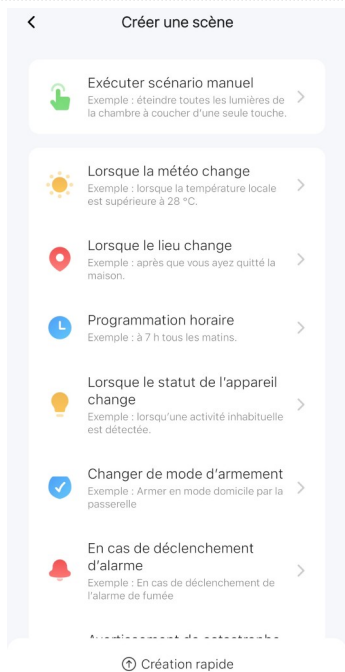 Créer une scène
Exécuter scénario manuel
Exemple : éteindre toutes les lumières de
la chambre à coucher d'une seule touche.
Lorsque la météo change
Exemple : lorsque la température locale
est supérieure à 28 °C.
Lorsque le lieu change
Exemple : après que vous ayez quitté la
maison.
Programmation horaire
Exemple : à 7 h tous les matins.
Lorsque le statut de l'appareil
change
Exemple : lorsqu'une activité inhabituelle
est détectée.
Changer de mode d'armement
Exemple : Armer en mode domicile par la
passerelle
En cas de déclenchement
d'alarme
Exemple : En cas de déclenchement de
l'alarme de fumée
Avertissement de catastrophe
Création rapide